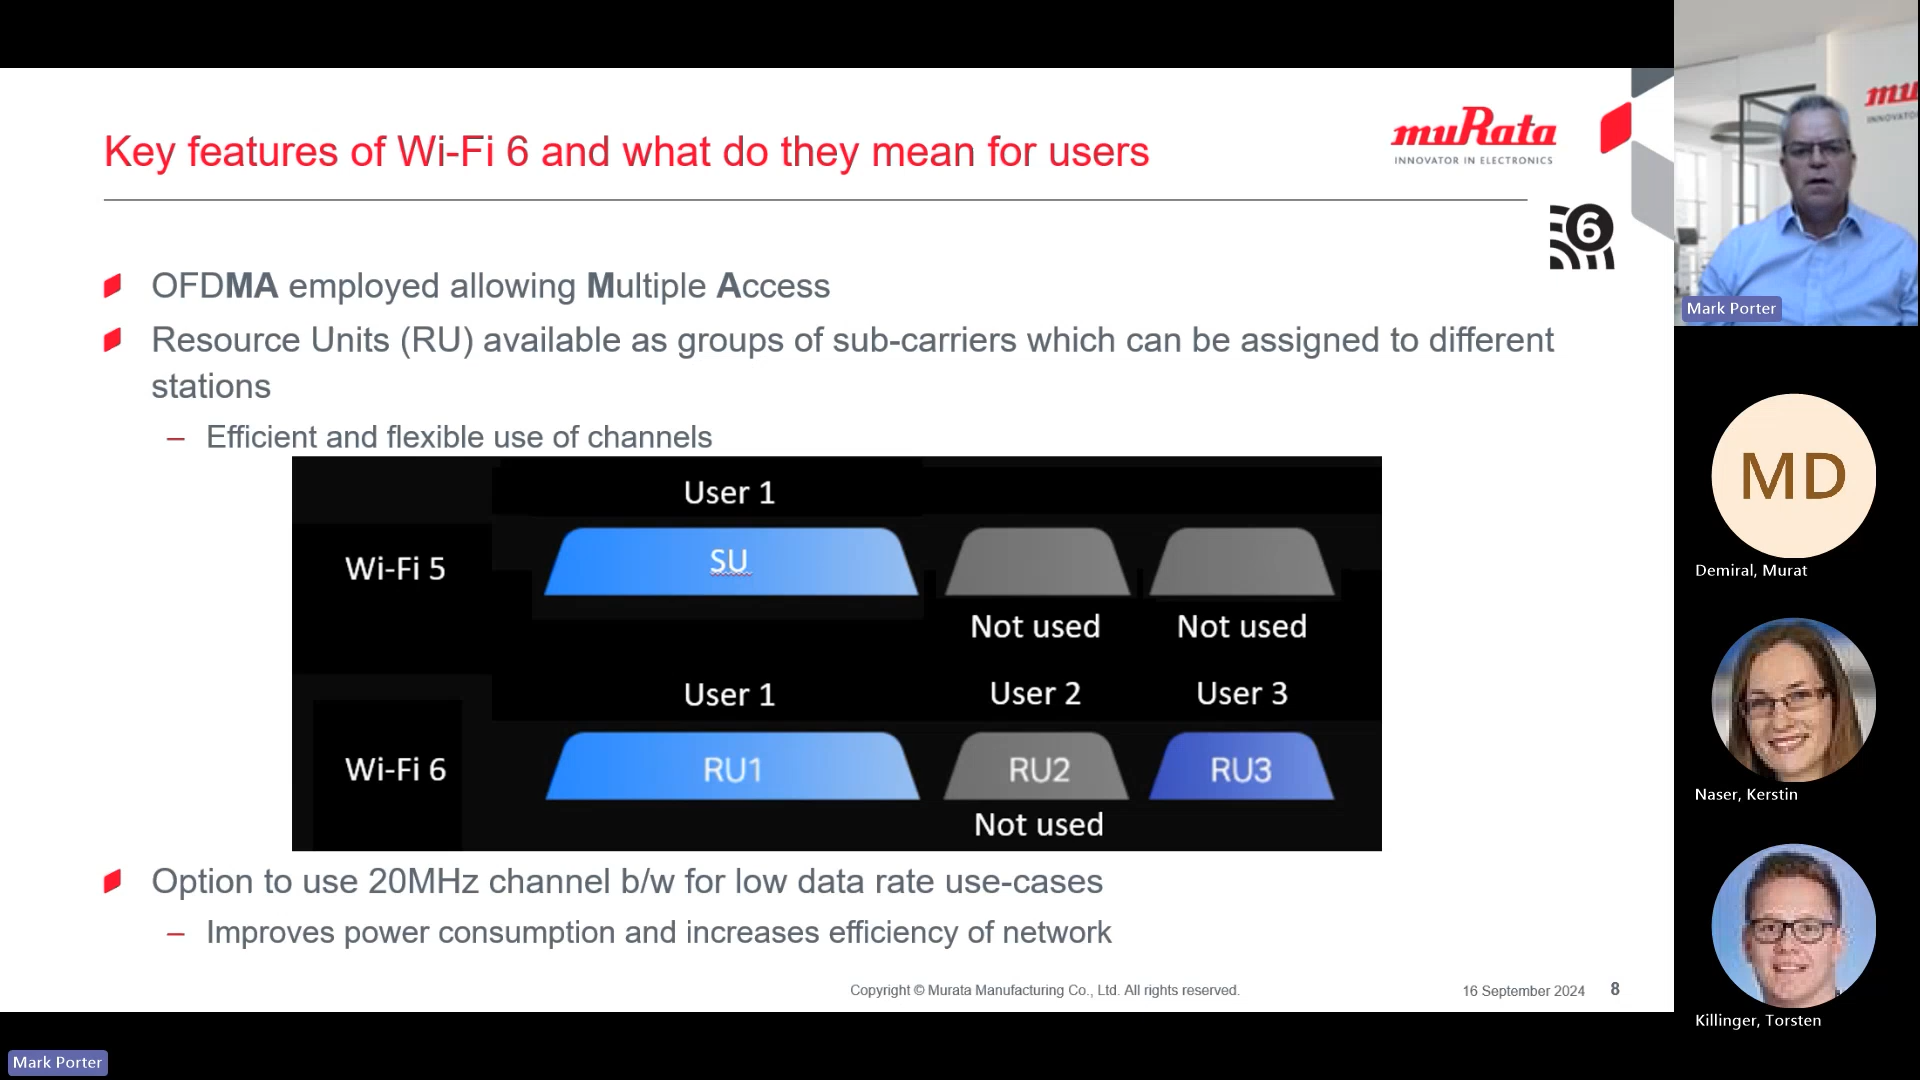 Key features of Wi-Fi 6 and what do they mean for users
muRata
INNOVATOR IN ELECTRONICS
6
OFDMA employed allowing Multiple Access
Resource Units (RU) available as groups of sub-carriers which can be assigned to different
stations
– Efficient and flexible use of channels
User 1
Wi-Fi 5
SU
Not used
Not used
User 1
User 2
User 3
Wi-Fi 6
RU1
RU2
RU3
Not used
Option to use 20MHz channel b/w for low data rate use-cases
– Improves power consumption and increases efficiency of network
Copyright © Murata Manufacturing Co., Ltd. All rights reserved.
16 September 2024
8
mu
INNOVATO
Mark Porter
MD
Demiral, Murat
Naser, Kerstin
Killinger, Torsten
Mark Porter